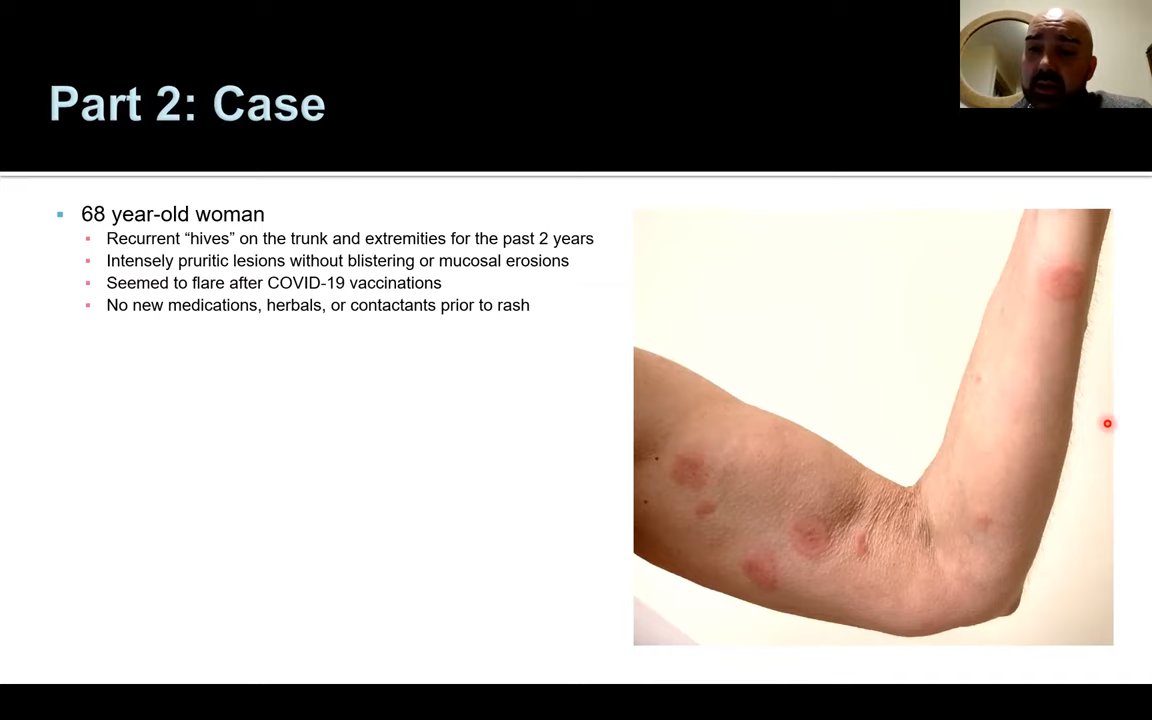 Part 2: Case
68 year-old woman
Recurrent “hives” on the trunk and extremities for the past 2 years
Intensely pruritic lesions without blistering or mucosal erosions
Seemed to flare after COVID-19 vaccinations
No new medications, herbals, or contactants prior to rash